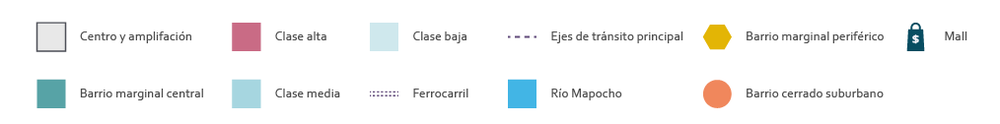 Centro y amplifación
Clase alta
Clase baja
Ejes de tránsito principal
Barrio marginal periférico
$
Mall
Barrio marginal central
Clase media
Ferrocarril
Río Mapocho
Barrio cerrado suburbano